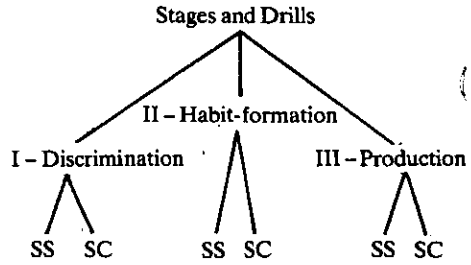 Stages and Drills
II – Habit-formation
I – Discrimination III – Production
SS SC SS SC SS SC